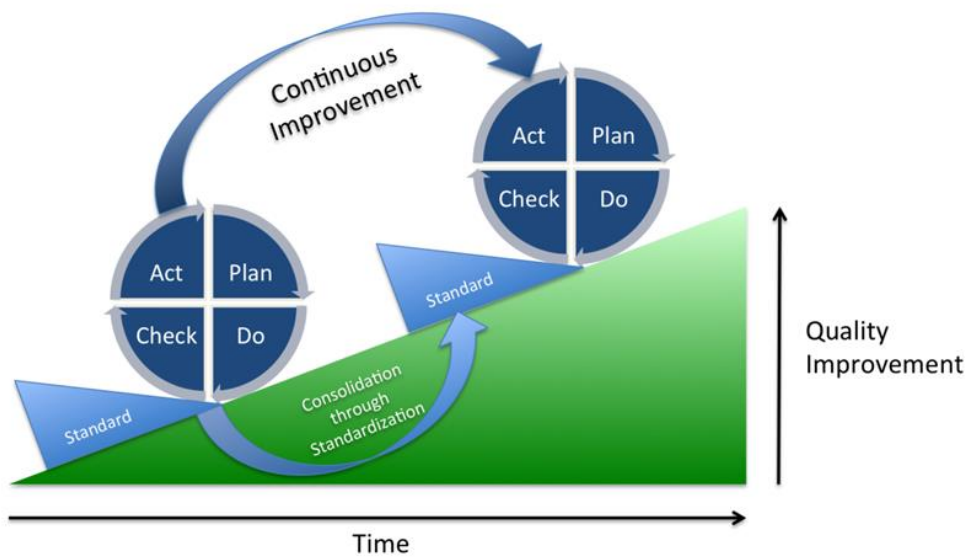 Continuous
Improvement
Act
Plan
Check
Do
Act
Plan
Check
Do
Standard
Standard
Consolidation
through
Standardization
Quality
Improvement
Time